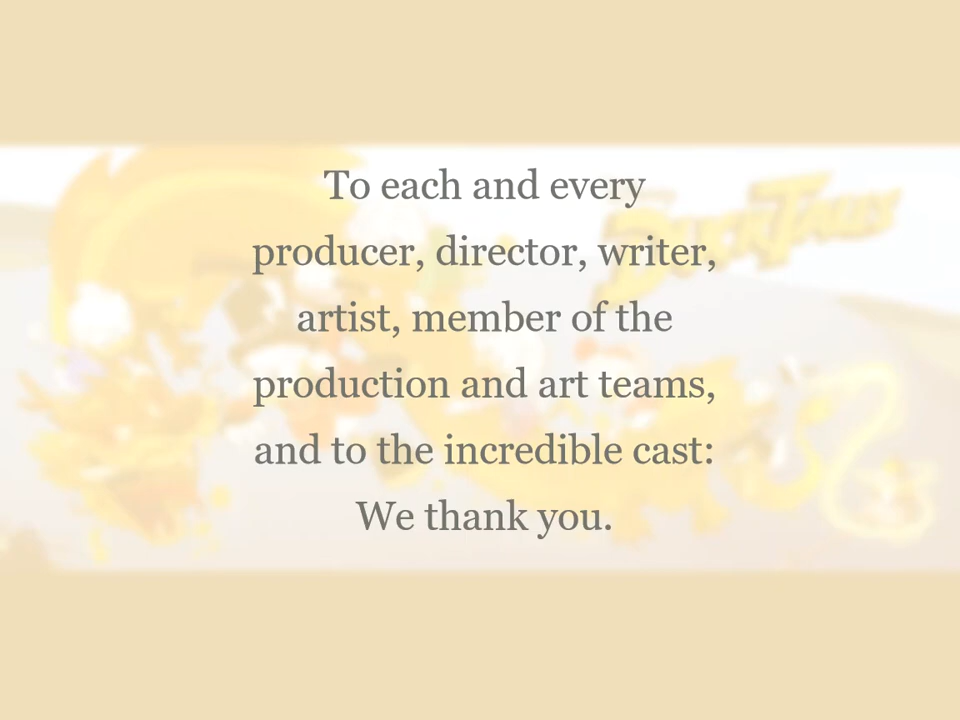 To each and every
producer, director, writer,
artist, member of the
production and art teams,
and to the incredible cast:
We thank you.
DuckTales